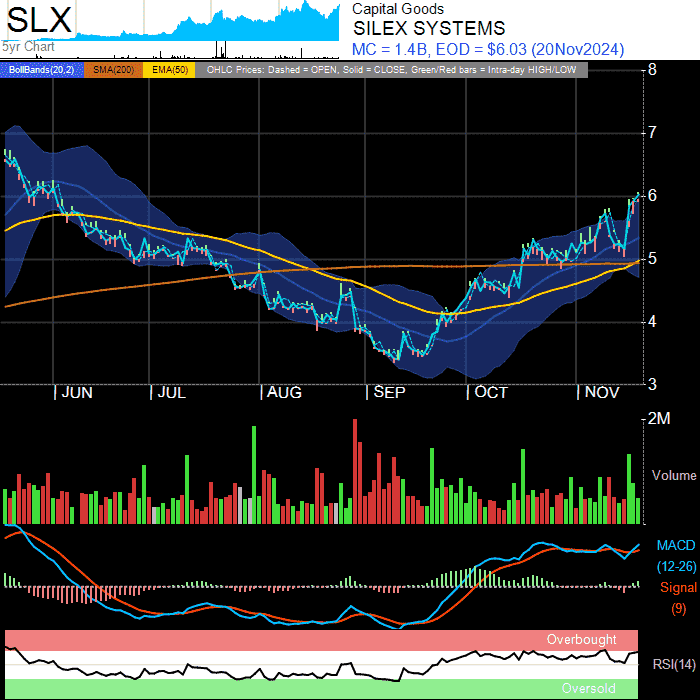 SLX
5yr Chart
Capital Goods
SILEX SYSTEMS
MC = 1.4B, EOD = $6.03 (20Nov2024)
BollBands(20,2) SMA(200) EMA(50) OHLC Prices: Dashed = OPEN, Solid = CLOSE, Green/Red bars = Intra-day HIGH/LOW
8
7
6
5
4
3
JUN JUL AUG SEP OCT NOV
2M
Volume
MACD
(12-26)
Signal
(9)
Overbought
RSI(14)
Oversold